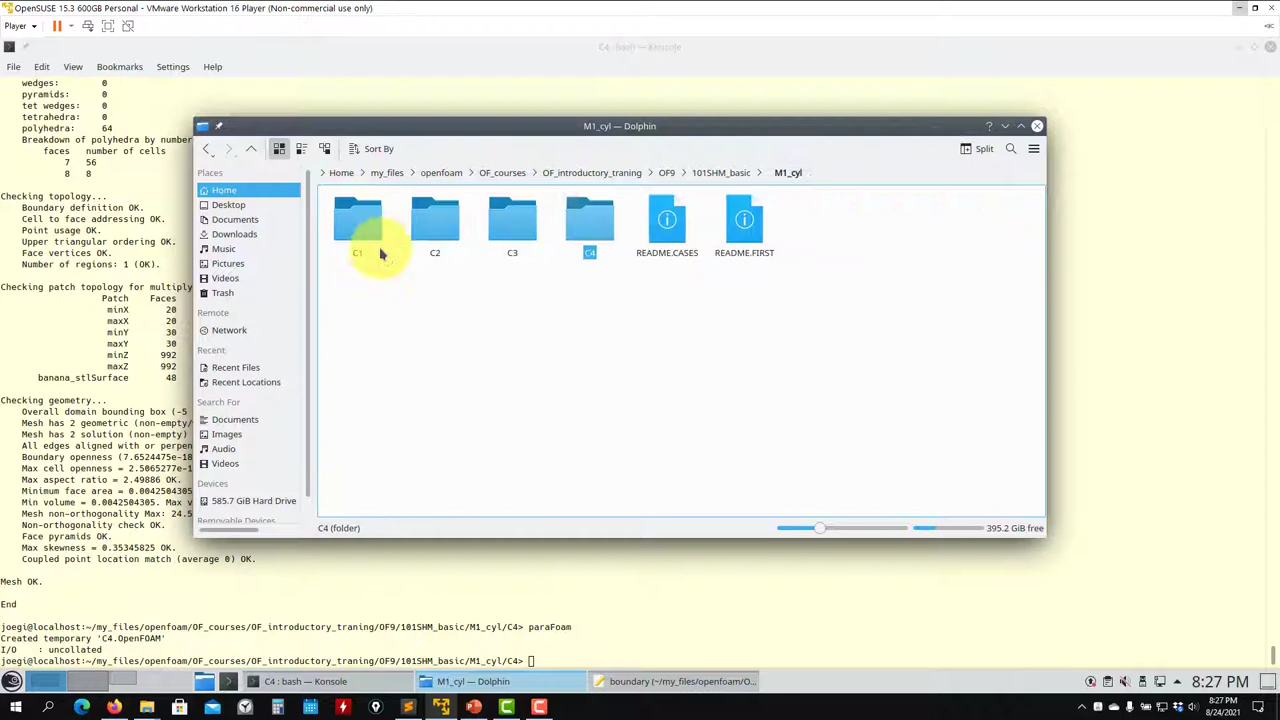 OpenSUSE 15.3 600GB Personal - VMware Workstation 16 Player (Non-commercial use only)
Player
C4 : bash — Konsole
File Edit View Bookmarks Settings Help
wedges: 0
pyramids: 0
tet wedges: 0
tetrahedra: 0
polyhedra: 64
Breakdown of polyhedra by number
faces number of cells
7 56
8 8
Checking topology...
Boundary definition OK.
Cell to face addressing OK.
Point usage OK.
Upper triangular ordering OK.
Face vertices OK.
Number of regions: 1 (OK).
Checking patch topology for multiply
Patch Faces
minX 20
maxX 20
minY 30
maxY 30
minZ 992
maxZ 992
banana_stlSurface 48
Checking geometry...
Overall domain bounding box (-5
Mesh has 2 geometric (non-empty/
Mesh has 2 solution (non-empty)
All edges aligned with or perpen
Boundary openness (7.6524475e-18
Max cell openness = 2.5065277e-1
Max aspect ratio = 2.49886 OK.
Minimum face area = 0.0042504305
Min volume = 0.0042504305. Max v
Mesh non-orthogonality Max: 24.5
Non-orthogonality check OK.
Face pyramids OK.
Max skewness = 0.35345825 OK.
Coupled point location match (average 0) OK.
Mesh OK.
End
joegi@localhost:~/my_files/openfoam/OF_courses/OF_introductory_traning/OF9/101SHM_basic/M1_cyl/C4> paraFoam
Created temporary 'C4.OpenFOAM'
I/O : uncollated
joegi@localhost:~/my_files/openfoam/OF_courses/OF_introductory_traning/OF9/101SHM_basic/M1_cyl/C4>
M1_cyl — Dolphin
Sort By
Split
Home my_files openfoam OF_courses OF_introductory_traning OF9 101SHM_basic M1_cyl
Places
Home
Desktop
Documents
Downloads
Music
Pictures
Videos
Trash
Remote
Network
Recent
Recent Files
Recent Locations
Search For
Documents
Images
Audio
Videos
Devices
585.7 GiB Hard Drive
Removable Devices
C1 C2 C3 C4 README.CASES README.FIRST
C4 (folder)
395.2 GiB free
C4 : bash — Konsole
M1_cyl — Dolphin
boundary (~/my_files/openfoam/O...
8:27 PM
8:27 PM
8/24/2021